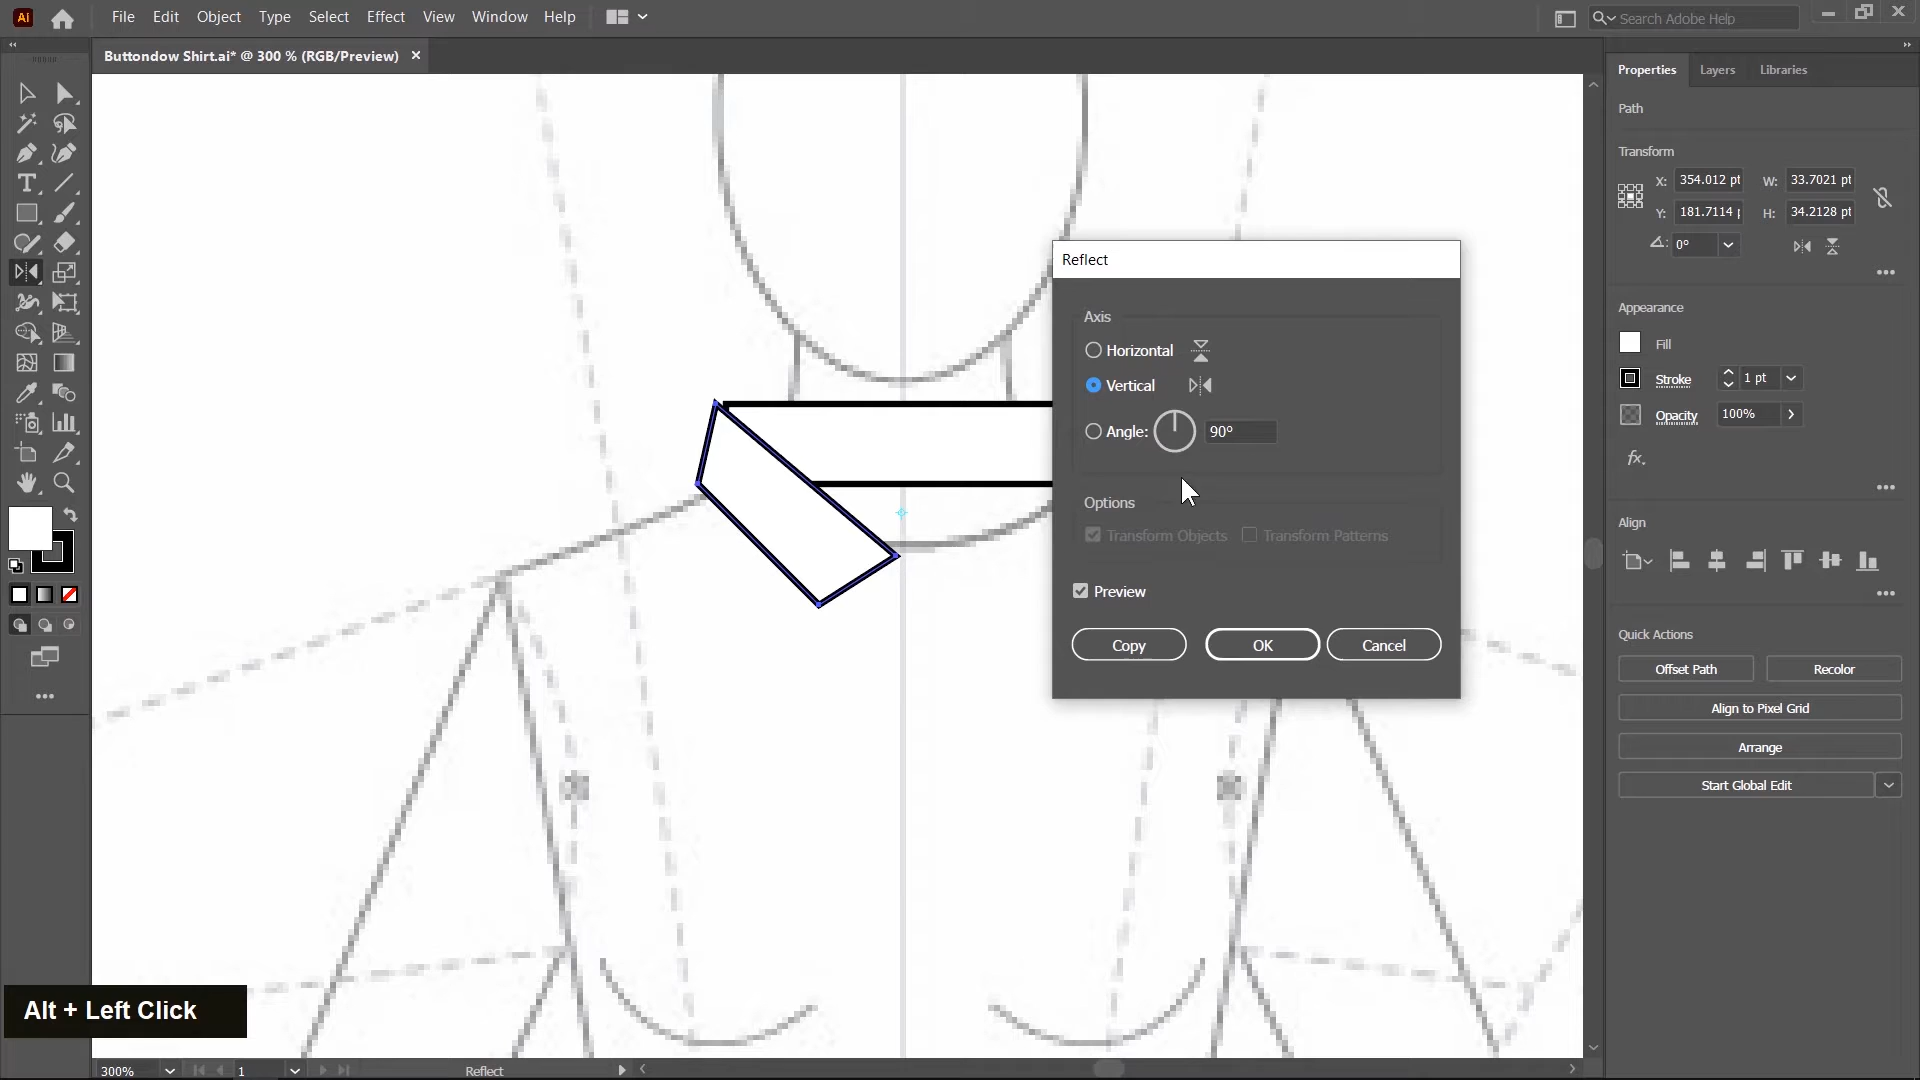 Ai File Edit Object Type Select Effect View Window Help Search Adobe Help
Buttondow Shirt.ai* @ 300 % (RGB/Preview) ×
Properties Layers Libraries
Path
Transform
X: 354.012 pt W: 33.7021 pt
Y: 181.7114 H: 34.2128 pt
0°
Appearance
Fill
Stroke 1 pt
Opacity 100%
fx.
Align
Quick Actions
Offset Path Recolor
Align to Pixel Grid
Arrange
Start Global Edit
Reflect
Axis
Horizontal
Vertical
Angle: 90°
Options
Transform Objects Transform Patterns
Preview
Copy OK Cancel
Alt + Left Click
300% 1 Reflect